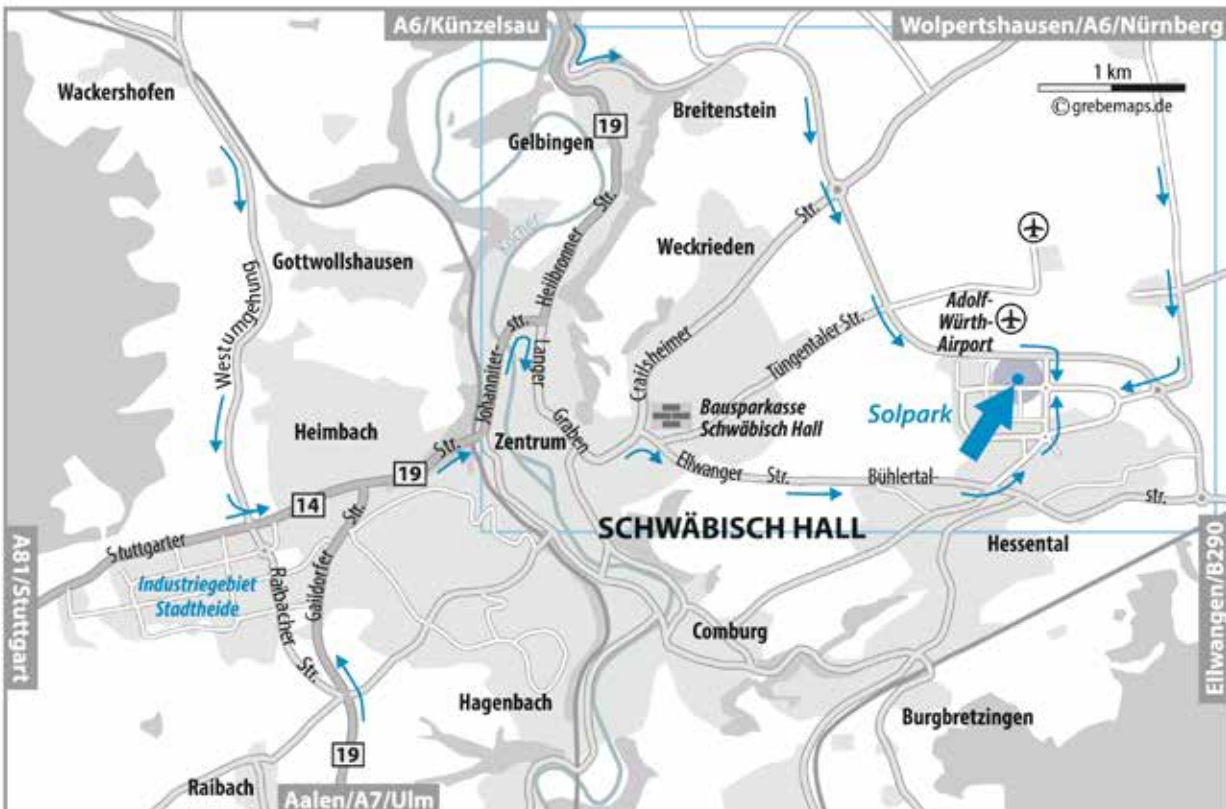 A6/Künzelsau
Wolpertshausen/A6/Nürnberg
1 km
© grebemaps.de
Wackershofen
Breitenstein
19
Gelbingen
Str.
Kocher
Heilbronner
Str.
Weckrieden
Gottwollshausen
Westumgehung
Adolf-
Würth-
Airport
Tüngentaler Str.
Crailsheimer
Johanniter-
str.
Langer
Graben
Solpark
Bausparkasse
Schwäbisch Hall
Heimbach
Zentrum
Str.
19
14
Ellwanger
Str.
Bühlertal-
str.
SCHWÄBISCH HALL
Hessental
Stuttgarter
Industriegebiet
Stadtheide
Gaildorfer
Str.
Raibacher
Str.
A81/Stuttgart
Ellwangen/B290
Comburg
Hagenbach
Burgbretzingen
19
Raibach
Aalen/A7/Ulm